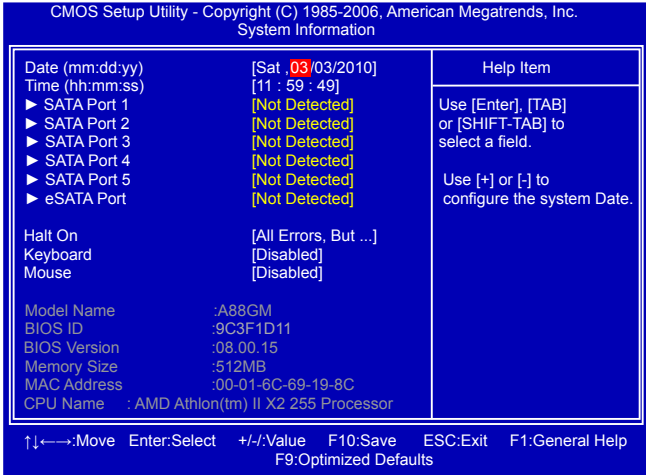 CMOS Setup Utility - Copyright (C) 1985-2006, American Megatrends, Inc.
System Information
Date (mm:dd:yy) [Sat ,03/03/2010]
Time (hh:mm:ss) [11 : 59 : 49]
► SATA Port 1 [Not Detected]
► SATA Port 2 [Not Detected]
► SATA Port 3 [Not Detected]
► SATA Port 4 [Not Detected]
► SATA Port 5 [Not Detected]
► eSATA Port [Not Detected]
Halt On [All Errors, But ...]
Keyboard [Disabled]
Mouse [Disabled]
Model Name :A88GM
BIOS ID :9C3F1D11
BIOS Version :08.00.15
Memory Size :512MB
MAC Address :00-01-6C-69-19-8C
CPU Name : AMD Athlon(tm) II X2 255 Processor
Help Item
Use [Enter], [TAB]
or [SHIFT-TAB] to
select a field.
Use [+] or [-] to
configure the system Date.
↑↓←→:Move Enter:Select +/-/:Value F10:Save ESC:Exit F1:General Help
F9:Optimized Defaults